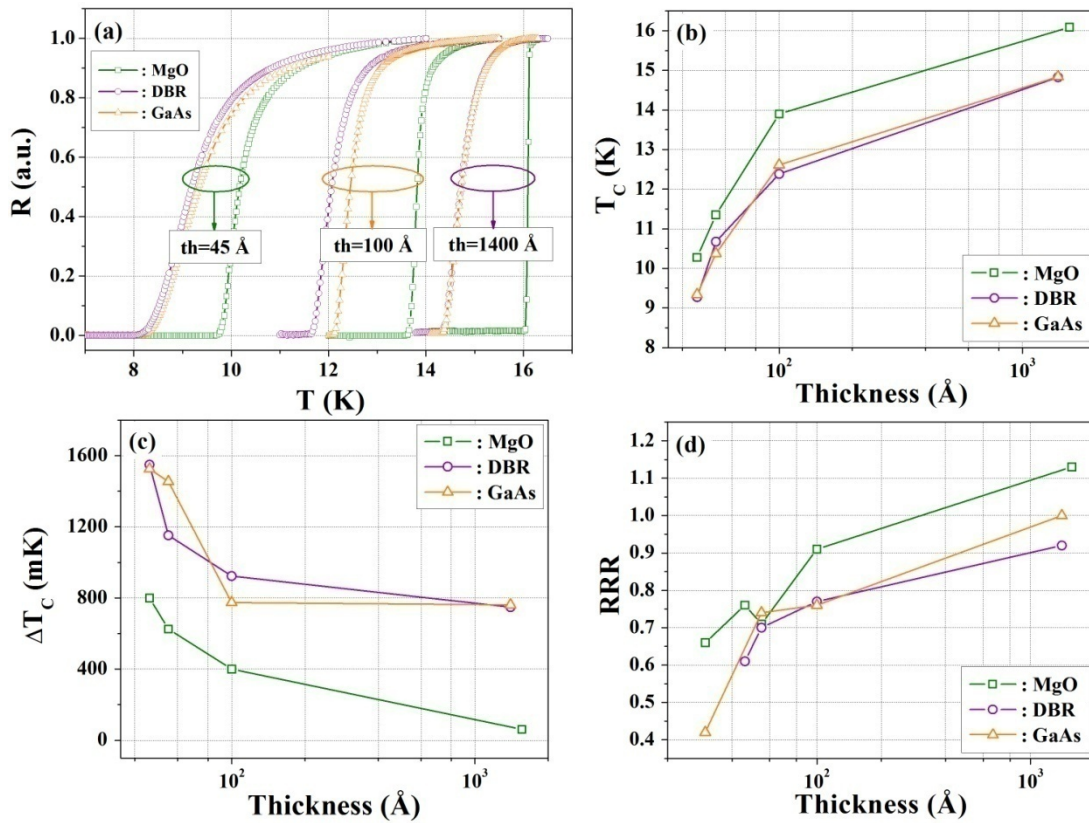 (a)
: MgO
: DBR
: GaAs
R (a.u.)
1.0
0.8
0.6
0.4
0.2
0.0
th=45 Å
th=100 Å
th=1400 Å
8 10 12 14 16
T (K)
(b)
T_C (K)
16
15
14
13
12
11
10
9
8
: MgO
: DBR
: GaAs
10² 10³
Thickness (Å)
(c)
: MgO
: DBR
: GaAs
ΔT_C (mK)
1600
1200
800
400
0
10² 10³
Thickness (Å)
(d)
RRR
1.2
1.1
1.0
0.9
0.8
0.7
0.6
0.5
0.4
: MgO
: DBR
: GaAs
10² 10³
Thickness (Å)